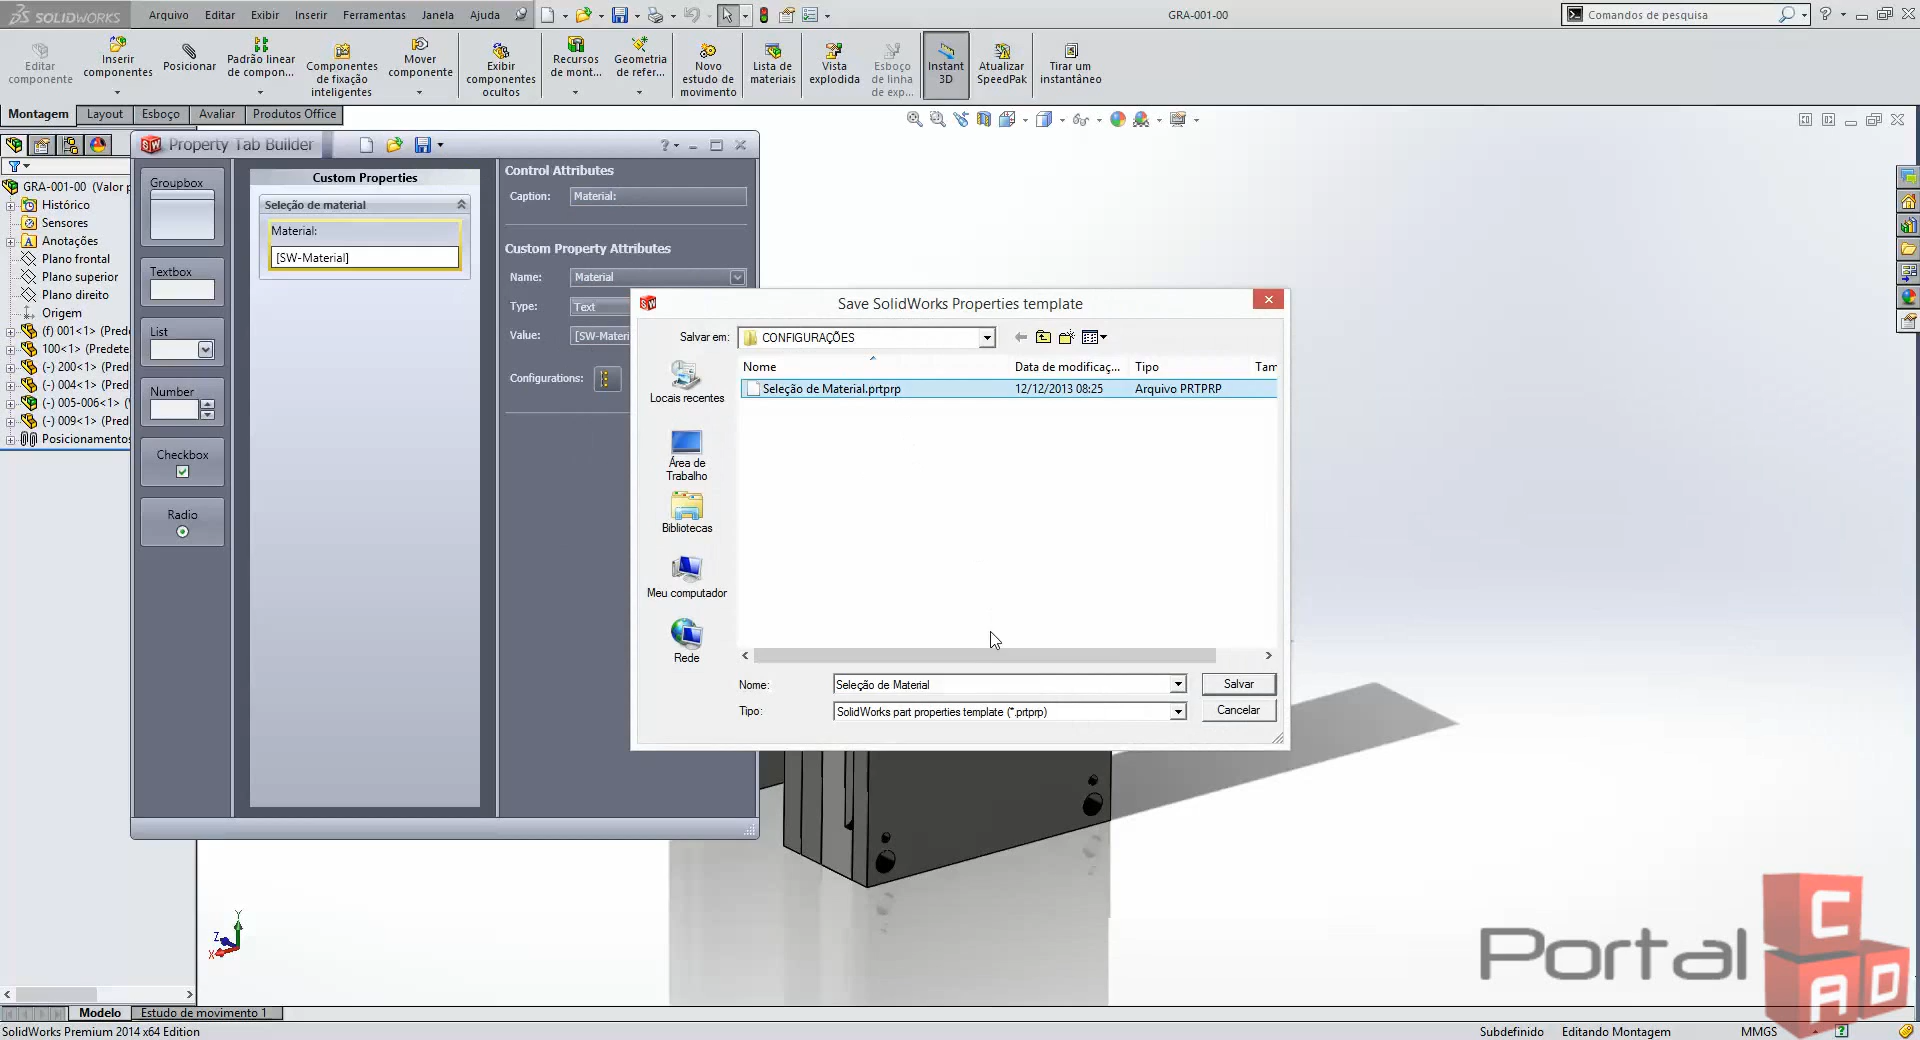 SOLIDWORKS
Arquivo Editar Exibir Inserir Ferramentas Janela Ajuda
GRA-001-00
Comandos de pesquisa
Editar componente
Inserir componentes
Posicionar
Padrão linear de compon...
Componentes de fixação inteligentes
Mover componente
Exibir componentes ocultos
Recursos de mont...
Geometria de refer...
Novo estudo de movimento
Lista de materiais
Vista explodida
Esboço de linha de exp...
Instant 3D
Atualizar SpeedPak
Tirar um instantâneo
Montagem Layout Esboço Avaliar Produtos Office
Property Tab Builder
GRA-001-00 (Valor p
Histórico
Sensores
Anotações
Plano frontal
Plano superior
Plano direito
Origem
(f) 001<1> (Pred
100<1> (Predete
(-) 200<1> (Pred
(-) 004<1> (Pred
(-) 005-006<1> (
(-) 009<1> (Pred
Posicionamentos
Groupbox
Textbox
List
Number
Checkbox
Radio
Custom Properties
Seleção de material
Material:
[SW-Material]
Control Attributes
Caption: Material:
Custom Property Attributes
Name: Material
Type: Text
Value: [SW-Materi
Configurations:
Save SolidWorks Properties template
Salvar em: CONFIGURAÇÕES
Nome Data de modificaç... Tipo Tam
Seleção de Material.prtprp 12/12/2013 08:25 Arquivo PRTPRP
Locais recentes
Área de Trabalho
Bibliotecas
Meu computador
Rede
Nome: Seleção de Material Salvar
Tipo: SolidWorks part properties template (*.prtprp) Cancelar
Y
Z
X
Portal CAD
Modelo Estudo de movimento 1
SolidWorks Premium 2014 x64 Edition
Subdefinido Editando Montagem MMGS